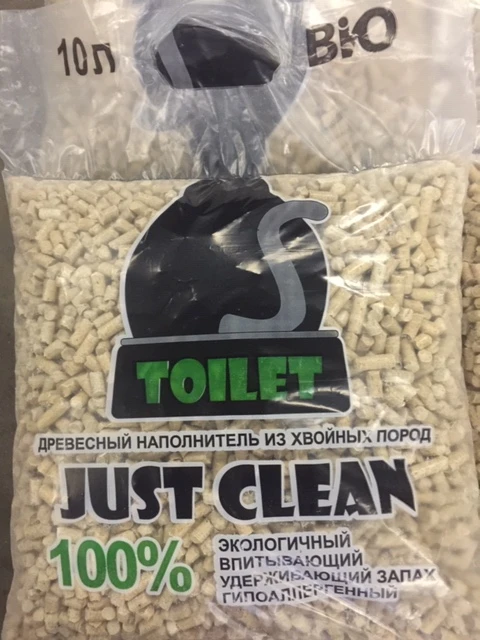 10л BiO
TOILET
ДРЕВЕСНЫЙ НАПОЛНИТЕЛЬ ИЗ ХВОЙНЫХ ПОРОД
JUST CLEAN
100%
ЭКОЛОГИЧНЫЙ
ВПИТЫВАЮЩИЙ
УДЕРЖИВАЮЩИЙ ЗАПАХ
ГИПОАЛЛЕРГЕННЫЙ